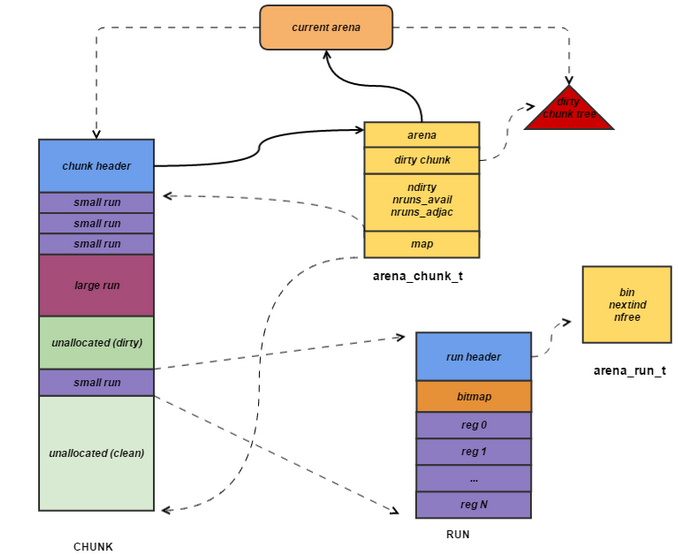 current arena
dirty
chunk tree
arena
dirty chunk
ndirty
nruns_avail
nruns_adjac
map
arena_chunk_t
chunk header
small run
small run
small run
large run
unallocated (dirty)
small run
unallocated (clean)
CHUNK
run header
bitmap
reg 0
reg 1
...
reg N
RUN
bin
nextind
nfree
arena_run_t